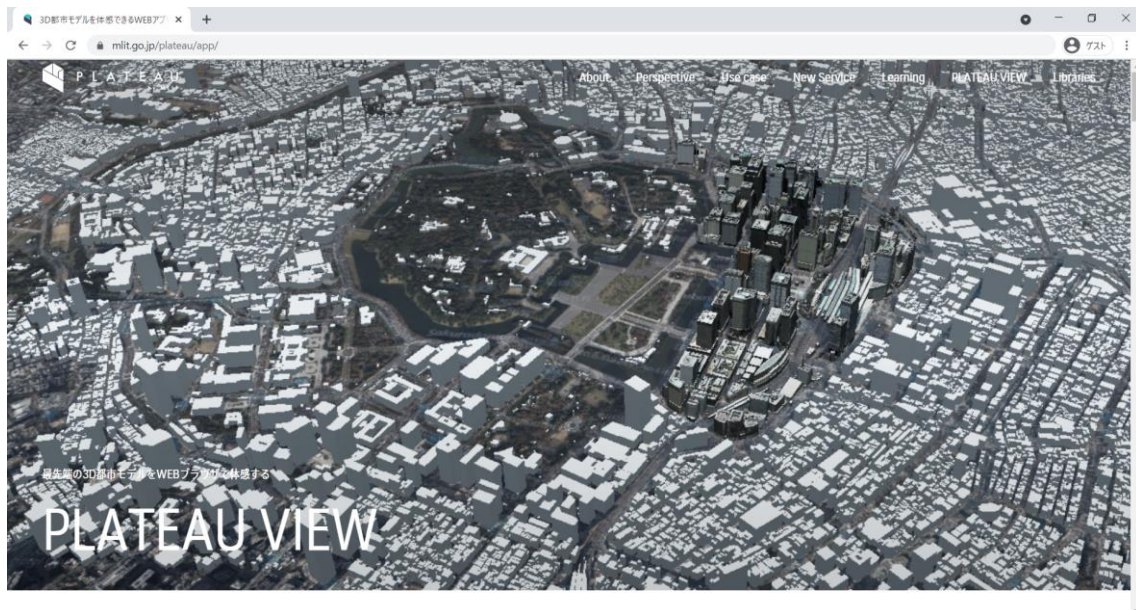 3D都市モデルを体感できるWEBアプ
mlit.go.jp/plateau/app/
ゲスト
PLATEAU
About Perspective Use case New Service Learning PLATEAU VIEW Libraries
最先端の3D都市モデルをWEBブラウザで体感する
PLATEAU VIEW